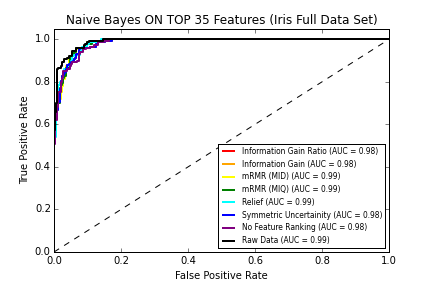 Naive Bayes ON TOP 35 Features (Iris Full Data Set)
True Positive Rate
1.0
0.8
0.6
0.4
0.2
0.0
Information Gain Ratio (AUC = 0.98)
Information Gain (AUC = 0.98)
mRMR (MID) (AUC = 0.99)
mRMR (MIQ) (AUC = 0.99)
Relief (AUC = 0.99)
Symmetric Uncertainity (AUC = 0.98)
No Feature Ranking (AUC = 0.98)
Raw Data (AUC = 0.99)
0.0 0.2 0.4 0.6 0.8 1.0
False Positive Rate